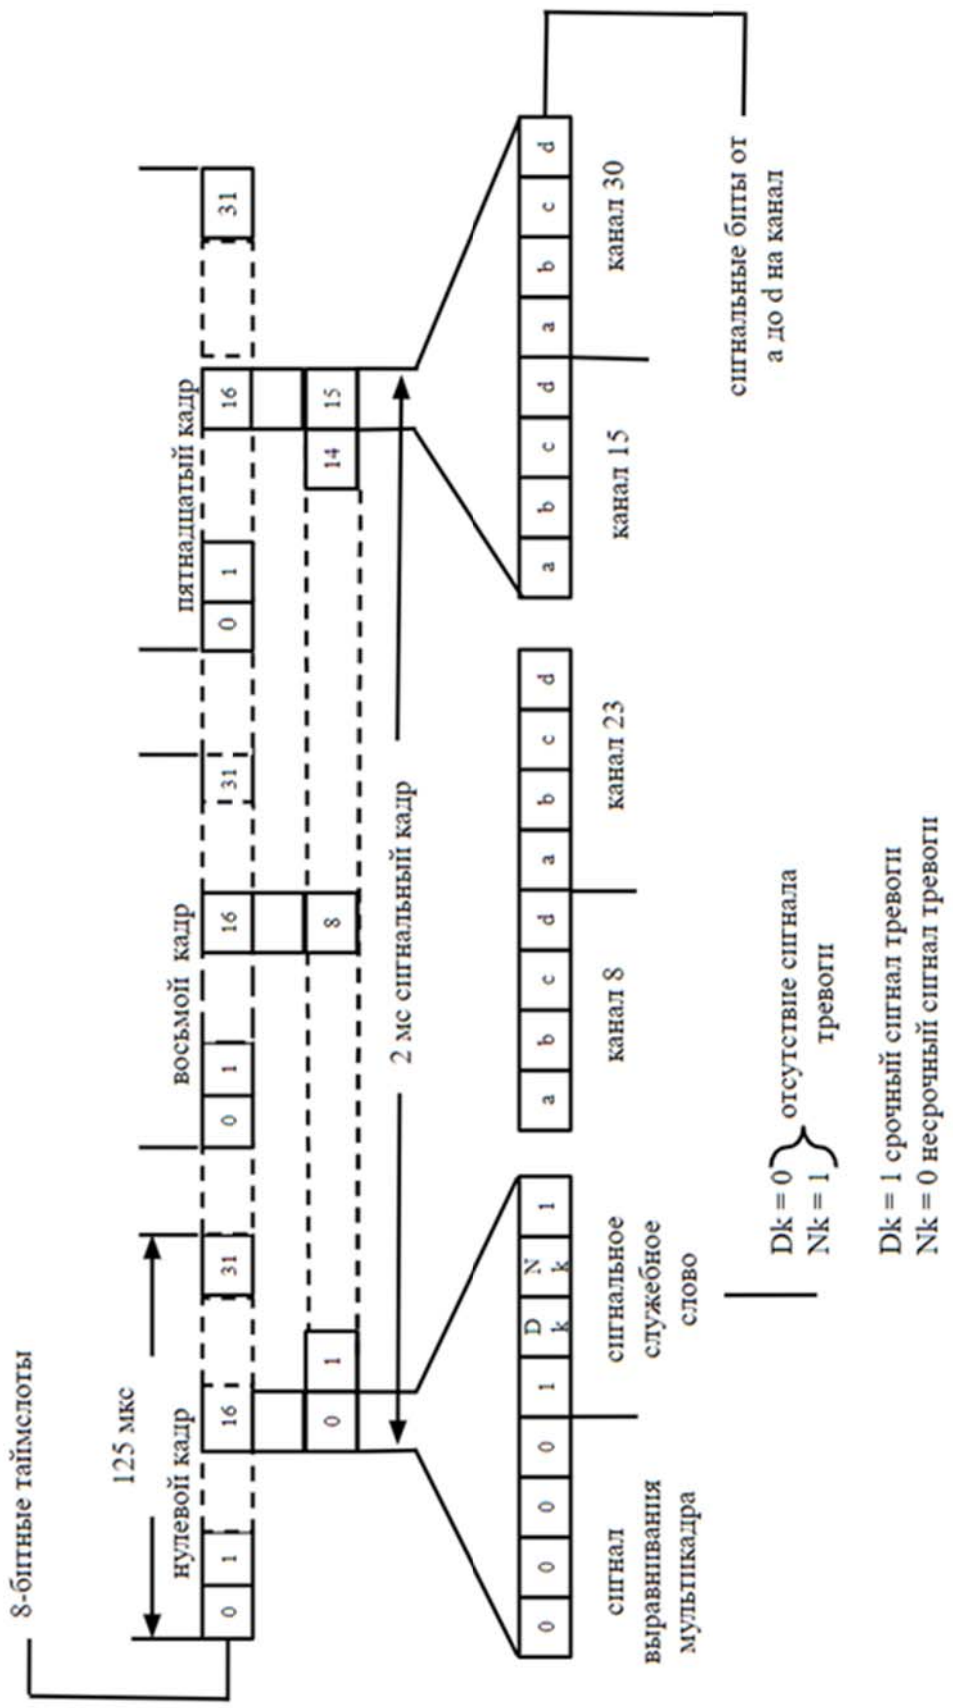 8-битные таймслоты
125 мкс
нулевой кадр
восьмой кадр
пятнадцатый кадр
0 1 16 31 0 1 16 31 0 1 16 31
0 1 8 14 15
2 мс сигнальный кадр
0 0 0 0 1 Dk Nk 1
a b c d a b c d
a b c d a b c d
сигнал
выравнивания
мультикадра
сигнальное
служебное
слово
канал 8
канал 23
канал 15
канал 30
сигнальные биты от
a до d на канал
Dk = 0
Nk = 1
отсутствие сигнала
тревоги
Dk = 1 срочный сигнал тревоги
Nk = 0 несрочный сигнал тревоги